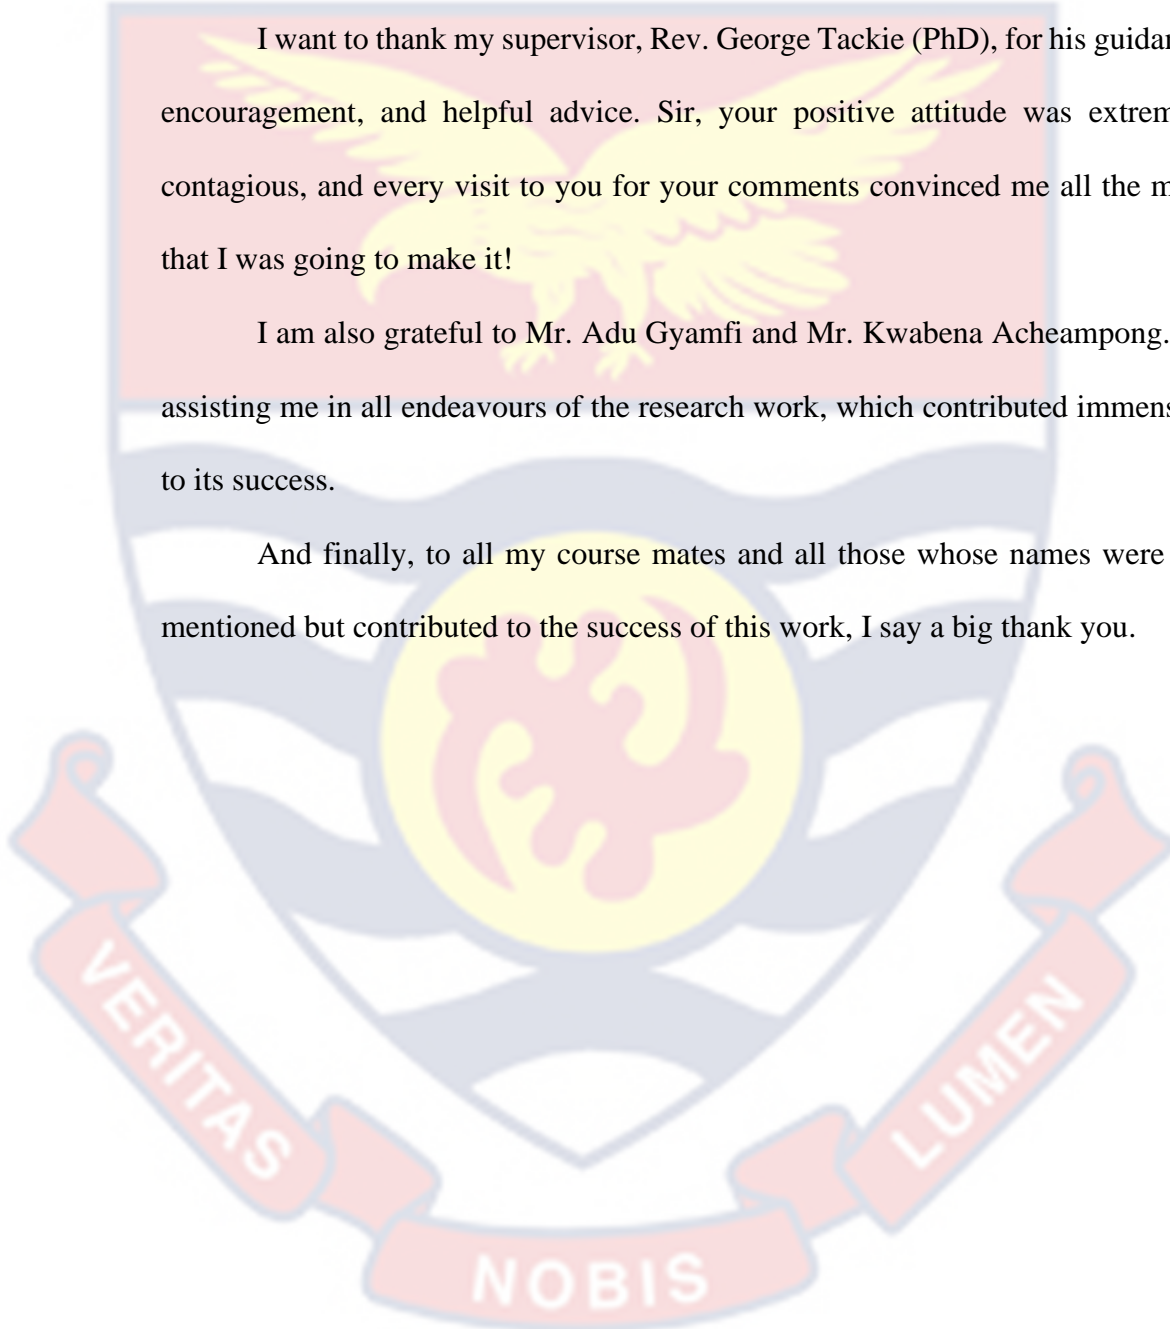 I want to thank my supervisor, Rev. George Tackie (PhD), for his
encouragement, and helpful advice. Sir, your positive attitude was
contagious, and every visit to you for your comments convinced me all the
that I was going to make it!
I am also grateful to Mr. Adu Gyamfi and Mr. Kwabena Acheampong.
assisting me in all endeavours of the research work, which contributed
to its success.
And finally, to all my course mates and all those whose names were
mentioned but contributed to the success of this work, I say a big thank you.
VERITAS
NOBIS
LUMEN